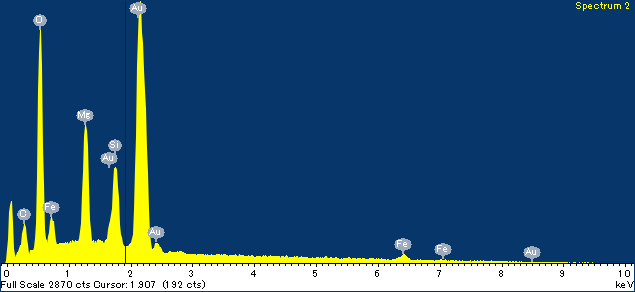 Spectrum 2
Au
O
Mg
Si
Au
C
Fe
Au
Fe
Fe
Au
0 1 2 3 4 5 6 7 8 9 10
Full Scale 2870 cts Cursor: 1.907 (192 cts) keV